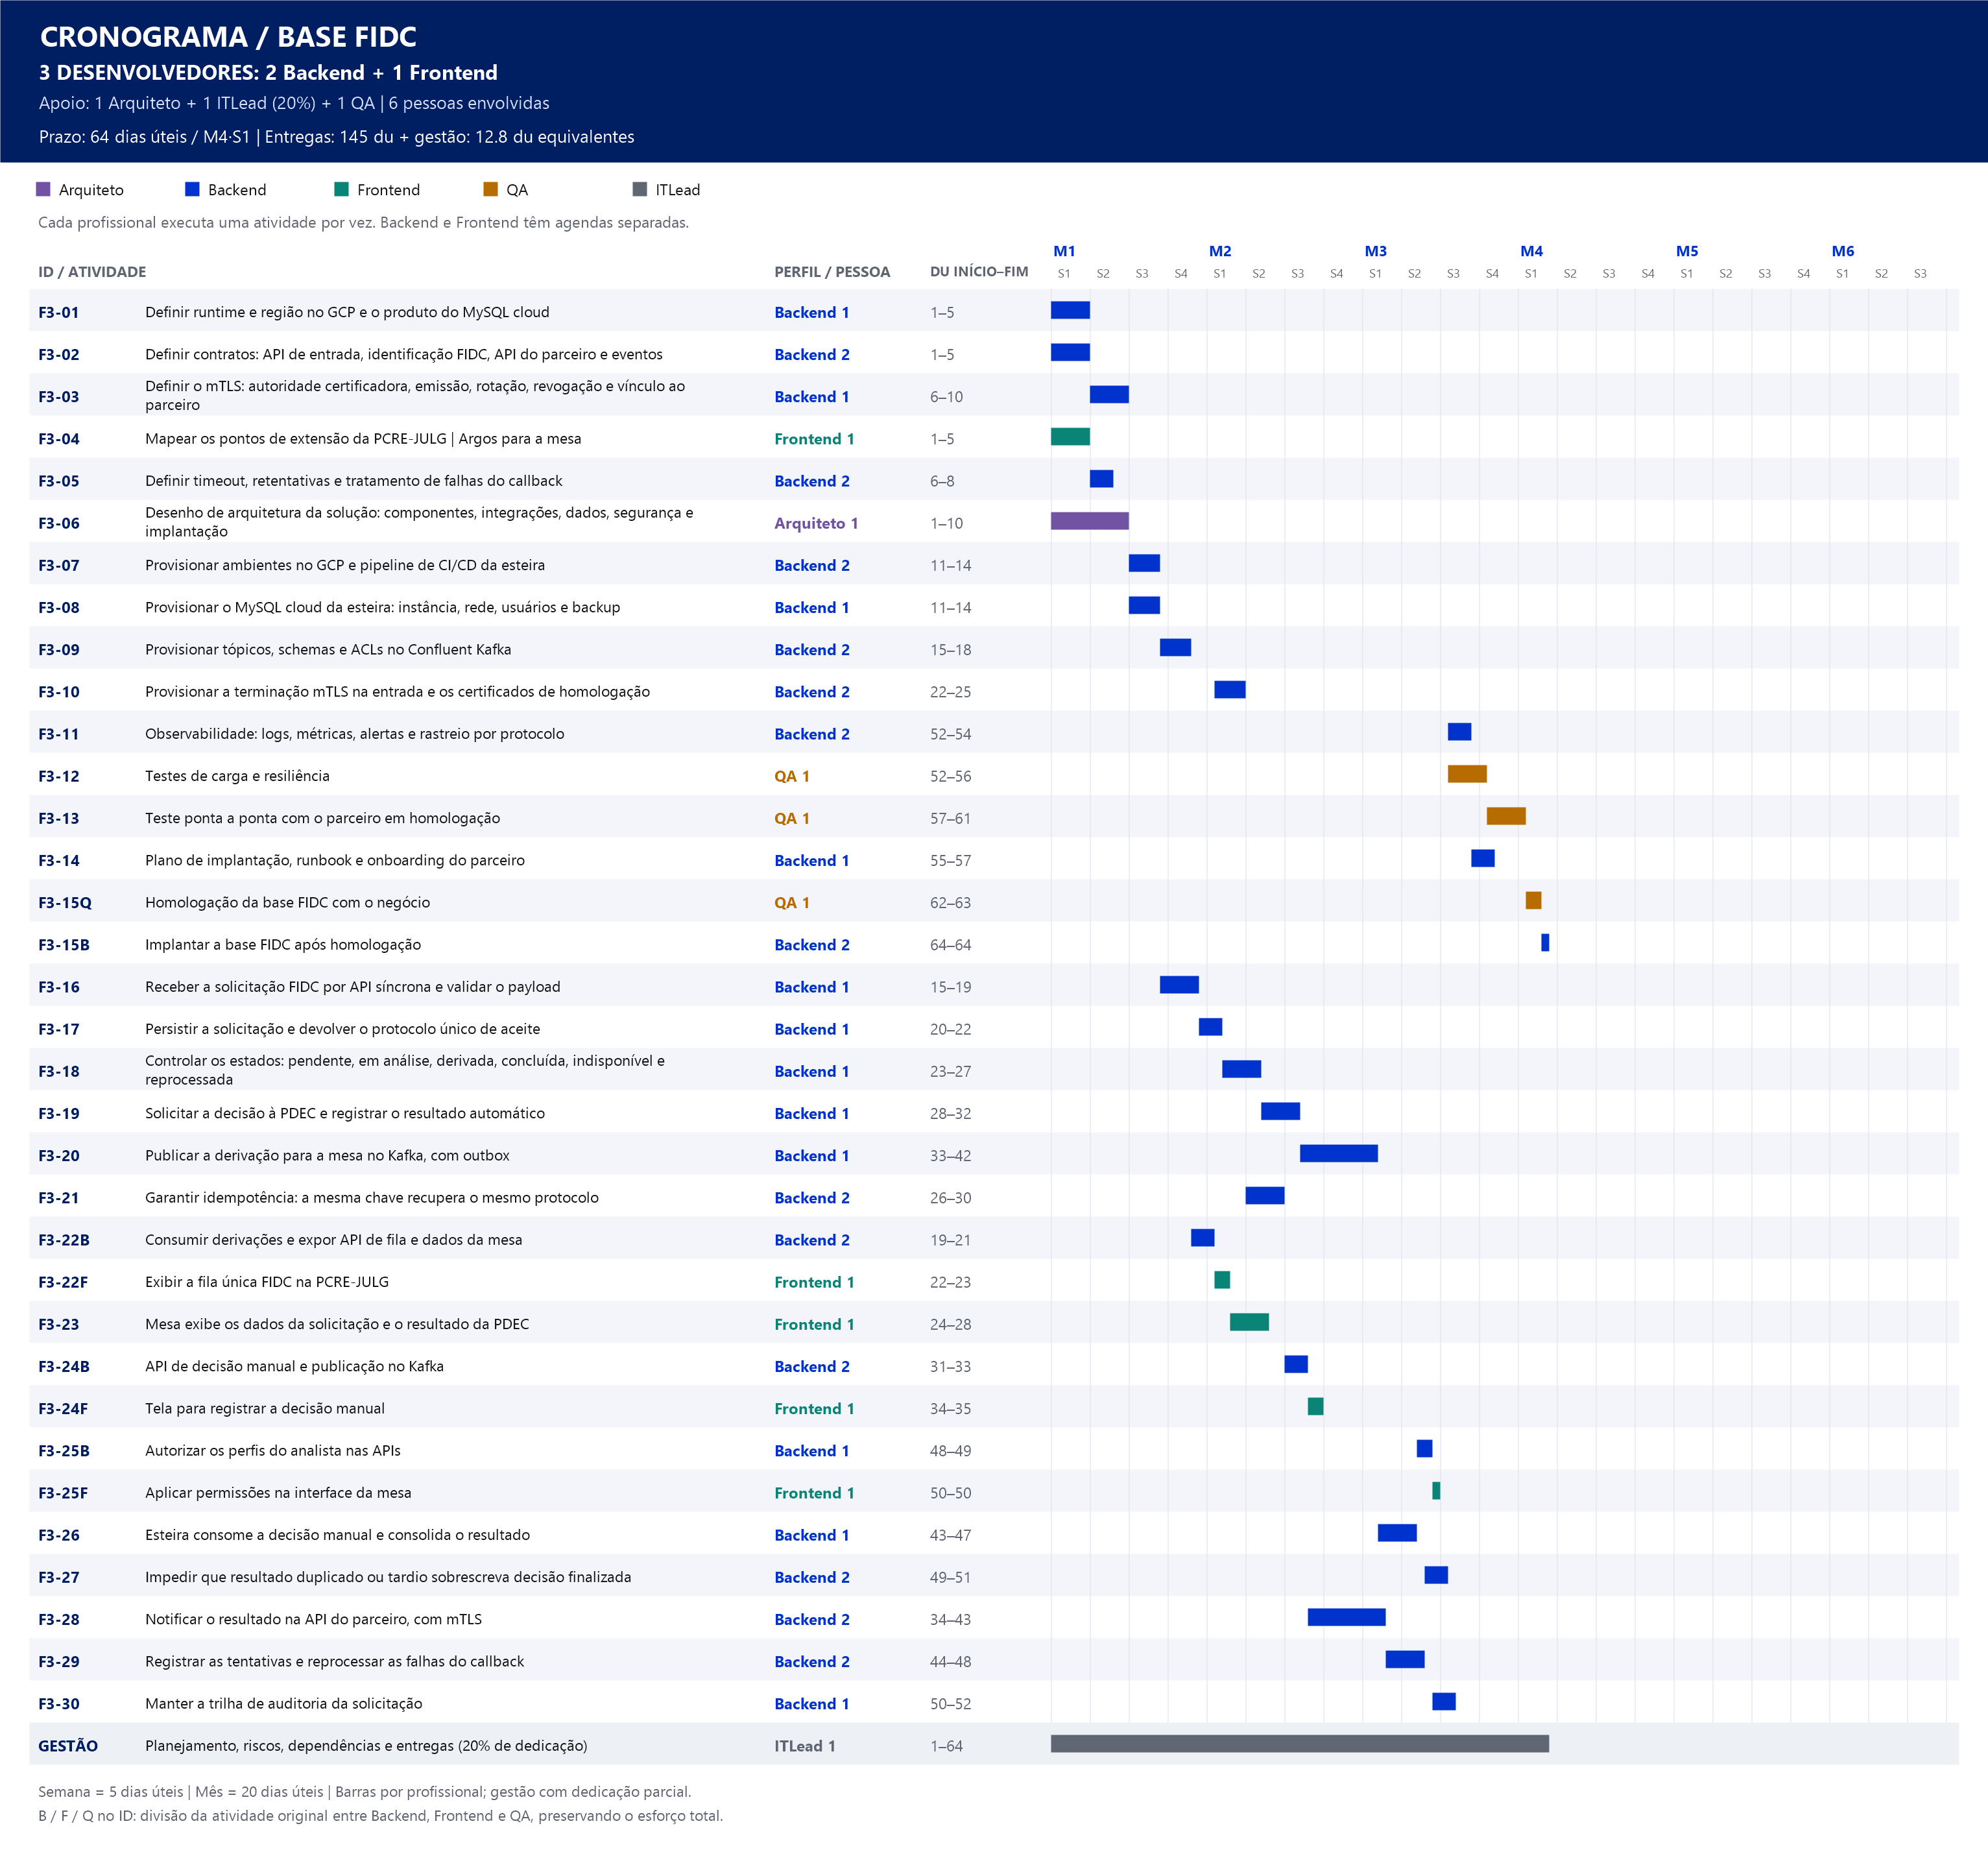 CRONOGRAMA / BASE FIDC
3 DESENVOLVEDORES: 2 Backend + 1 Frontend
Apoio: 1 Arquiteto + 1 ITLead (20%) + 1 QA | 6 pessoas envolvidas
Prazo: 64 dias úteis / M4·S1 | Entregas: 145 du + gestão: 12.8 du equivalentes
Arquiteto Backend Frontend QA ITLead
Cada profissional executa uma atividade por vez. Backend e Frontend têm agendas separadas.
M1 M2 M3 M4 M5 M6
ID / ATIVIDADE PERFIL / PESSOA DU INÍCIO–FIM S1 S2 S3 S4 S1 S2 S3 S4 S1 S2 S3 S4 S1 S2 S3 S4 S1 S2 S3 S4 S1 S2 S3
F3-01 Definir runtime e região no GCP e o produto do MySQL cloud Backend 1 1–5
F3-02 Definir contratos: API de entrada, identificação FIDC, API do parceiro e eventos Backend 2 1–5
F3-03 Definir o mTLS: autoridade certificadora, emissão, rotação, revogação e vínculo ao
parceiro Backend 1 6–10
F3-04 Mapear os pontos de extensão da PCRE-JULG | Argos para a mesa Frontend 1 1–5
F3-05 Definir timeout, retentativas e tratamento de falhas do callback Backend 2 6–8
F3-06 Desenho de arquitetura da solução: componentes, integrações, dados, segurança e
implantação Arquiteto 1 1–10
F3-07 Provisionar ambientes no GCP e pipeline de CI/CD da esteira Backend 2 11–14
F3-08 Provisionar o MySQL cloud da esteira: instância, rede, usuários e backup Backend 1 11–14
F3-09 Provisionar tópicos, schemas e ACLs no Confluent Kafka Backend 2 15–18
F3-10 Provisionar a terminação mTLS na entrada e os certificados de homologação Backend 2 22–25
F3-11 Observabilidade: logs, métricas, alertas e rastreio por protocolo Backend 2 52–54
F3-12 Testes de carga e resiliência QA 1 52–56
F3-13 Teste ponta a ponta com o parceiro em homologação QA 1 57–61
F3-14 Plano de implantação, runbook e onboarding do parceiro Backend 1 55–57
F3-15Q Homologação da base FIDC com o negócio QA 1 62–63
F3-15B Implantar a base FIDC após homologação Backend 2 64–64
F3-16 Receber a solicitação FIDC por API síncrona e validar o payload Backend 1 15–19
F3-17 Persistir a solicitação e devolver o protocolo único de aceite Backend 1 20–22
F3-18 Controlar os estados: pendente, em análise, derivada, concluída, indisponível e
reprocessada Backend 1 23–27
F3-19 Solicitar a decisão à PDEC e registrar o resultado automático Backend 1 28–32
F3-20 Publicar a derivação para a mesa no Kafka, com outbox Backend 1 33–42
F3-21 Garantir idempotência: a mesma chave recupera o mesmo protocolo Backend 2 26–30
F3-22B Consumir derivações e expor API de fila e dados da mesa Backend 2 19–21
F3-22F Exibir a fila única FIDC na PCRE-JULG Frontend 1 22–23
F3-23 Mesa exibe os dados da solicitação e o resultado da PDEC Frontend 1 24–28
F3-24B API de decisão manual e publicação no Kafka Backend 2 31–33
F3-24F Tela para registrar a decisão manual Frontend 1 34–35
F3-25B Autorizar os perfis do analista nas APIs Backend 1 48–49
F3-25F Aplicar permissões na interface da mesa Frontend 1 50–50
F3-26 Esteira consome a decisão manual e consolida o resultado Backend 1 43–47
F3-27 Impedir que resultado duplicado ou tardio sobrescreva decisão finalizada Backend 2 49–51
F3-28 Notificar o resultado na API do parceiro, com mTLS Backend 2 34–43
F3-29 Registrar as tentativas e reprocessar as falhas do callback Backend 2 44–48
F3-30 Manter a trilha de auditoria da solicitação Backend 1 50–52
GESTÃO Planejamento, riscos, dependências e entregas (20% de dedicação) ITLead 1 1–64
Semana = 5 dias úteis | Mês = 20 dias úteis | Barras por profissional; gestão com dedicação parcial.
B / F / Q no ID: divisão da atividade original entre Backend, Frontend e QA, preservando o esforço total.